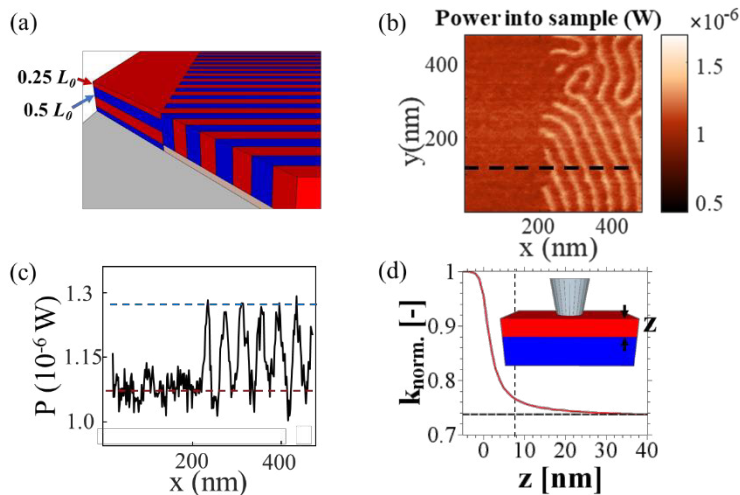 (a)
0.25 L₀
0.5 L₀
(b)
Power into sample (W)
×10⁻⁶
400
200
y(nm)
200 400
x (nm)
1.5
1
0.5
(c)
1.3
1.15
1.0
P (10⁻⁶ W)
0 200 400
x (nm)
(d)
1
0.9
0.8
0.7
k_norm. [-]
z
0 10 20 30 40
z [nm]